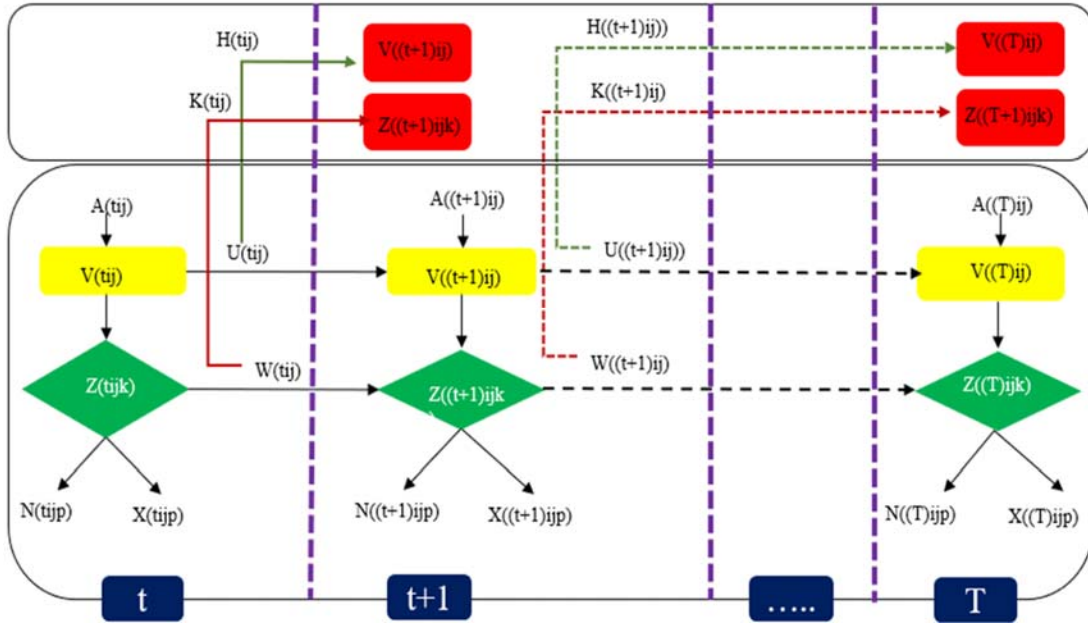 H(tij)
V((t+1)ij)
H((t+1)ij))
V((T)ij)
K(tij)
Z((t+1)ijk)
K((t+1)ij)
Z((T+1)ijk)
A(tij)
A((t+1)ij)
A((T)ij)
U(tij)
U((t+1)ij))
V(tij)
V((t+1)ij)
V((T)ij)
W(tij)
W((t+1)ij)
Z(tijk)
Z((t+1)ijk
Z((T)ijk)
N(tijp)
X(tijp)
N((t+1)ijp)
X((t+1)ijp)
N((T)ijp)
X((T)ijp)
t
t+1
.....
T